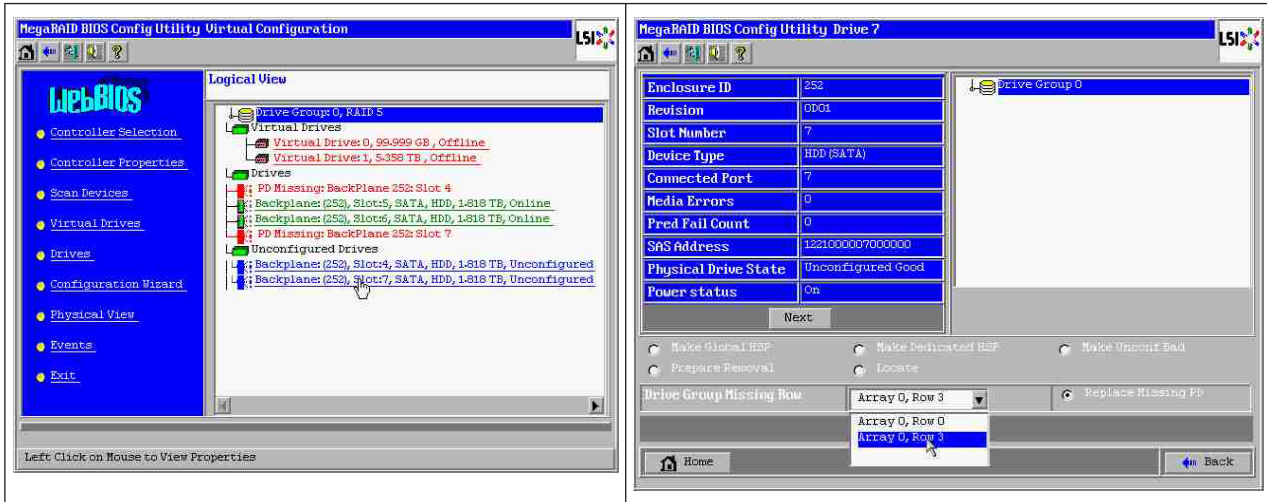 MegaRAID BIOS Config Utility Virtual Configuration
LSI
WebBIOS
Controller Selection
Controller Properties
Scan Devices
Virtual Drives
Drives
Configuration Wizard
Physical View
Events
Exit
Logical View
Drive Group: 0, RAID 5
Virtual Drives
Virtual Drive: 0, 99.999 GB, Offline
Virtual Drive: 1, 5.358 TB, Offline
Drives
PD Missing: BackPlane 252: Slot 4
Backplane: (252), Slot:5, SATA, HDD, 1.818 TB, Online
Backplane: (252), Slot:6, SATA, HDD, 1.818 TB, Online
PD Missing: BackPlane 252: Slot 7
Unconfigured Drives
Backplane: (252), Slot:4, SATA, HDD, 1.818 TB, Unconfigured
Backplane: (252), Slot:7, SATA, HDD, 1.818 TB, Unconfigured
Left Click on Mouse to View Properties
MegaRAID BIOS Config Utility Drive 7
LSI
Enclosure ID 252
Revision 0D01
Slot Number 7
Device Type HDD (SATA)
Connected Port 7
Media Errors 0
Pred Fail Count 0
SAS Address 1221000007000000
Physical Drive State Unconfigured Good
Power status On
Next
Drive Group 0
Make Global HSP Make Dedicated HSP Make Unconf Bad
Prepare Removal Locate
Drive Group Missing Row Array 0, Row 3 Replace Missing PD
Array 0, Row 0
Array 0, Row 3
Home Back